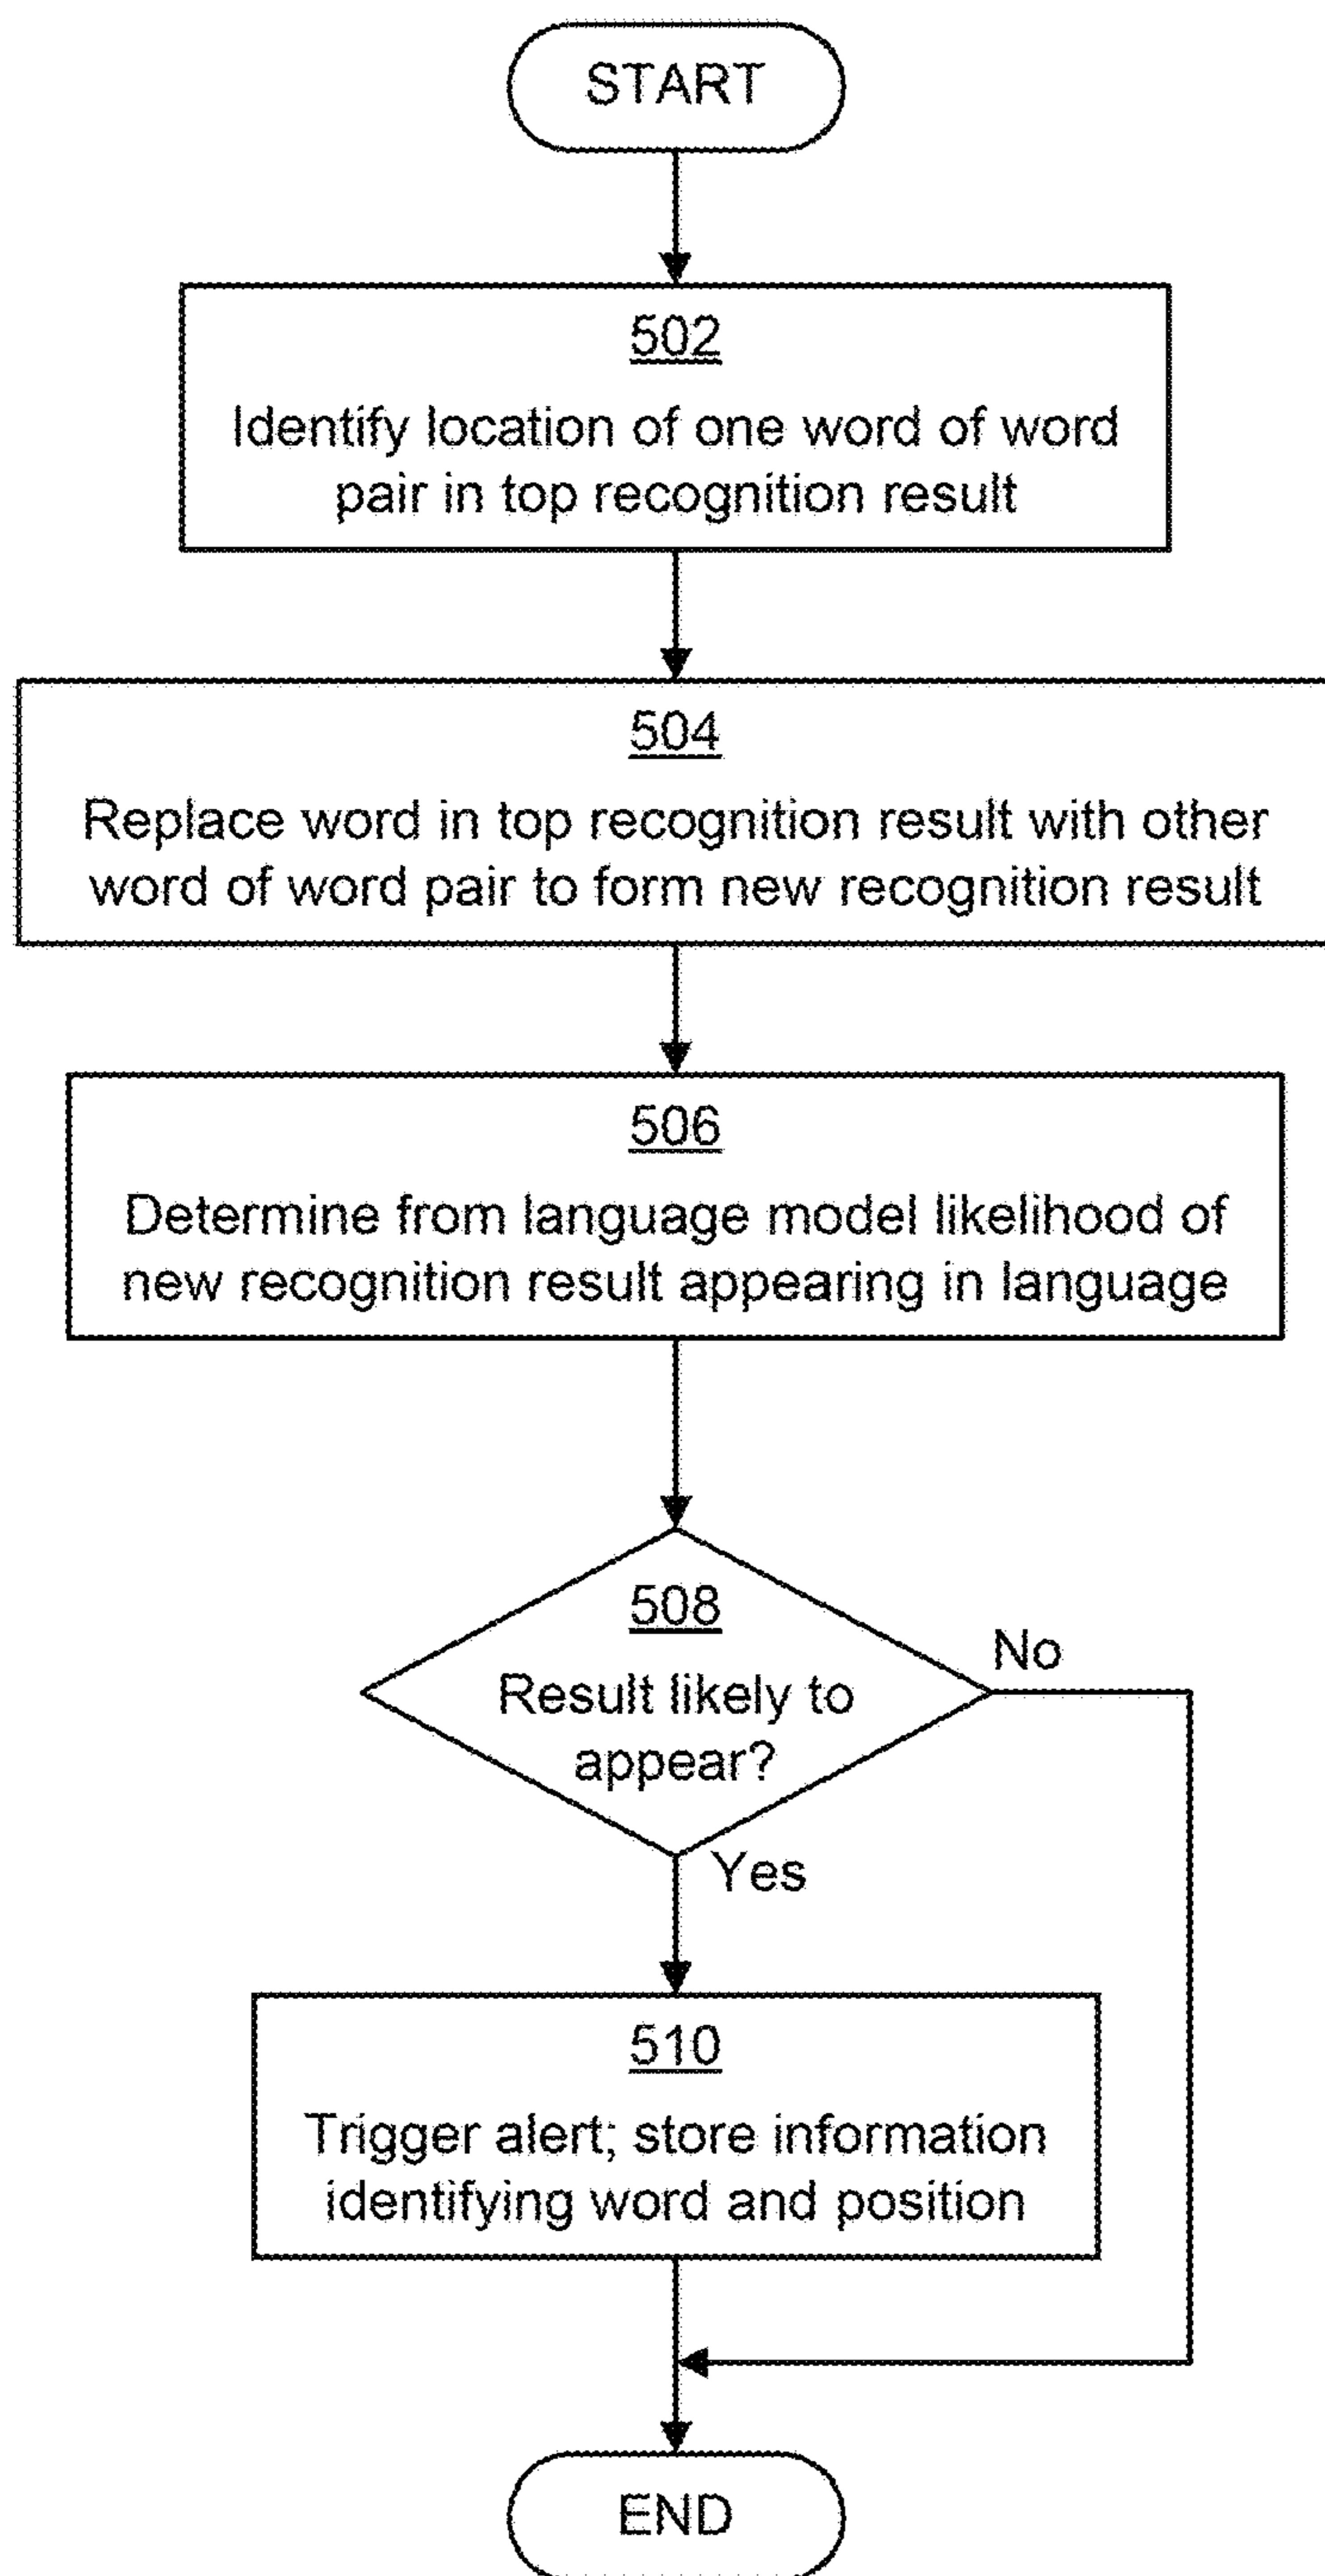 START
502
Identify location of one word of word
pair in top recognition result
504
Replace word in top recognition result with other
word of word pair to form new recognition result
506
Determine from language model likelihood of
new recognition result appearing in language
508
Result likely to
appear?
No
Yes
510
Trigger alert; store information
identifying word and position
END